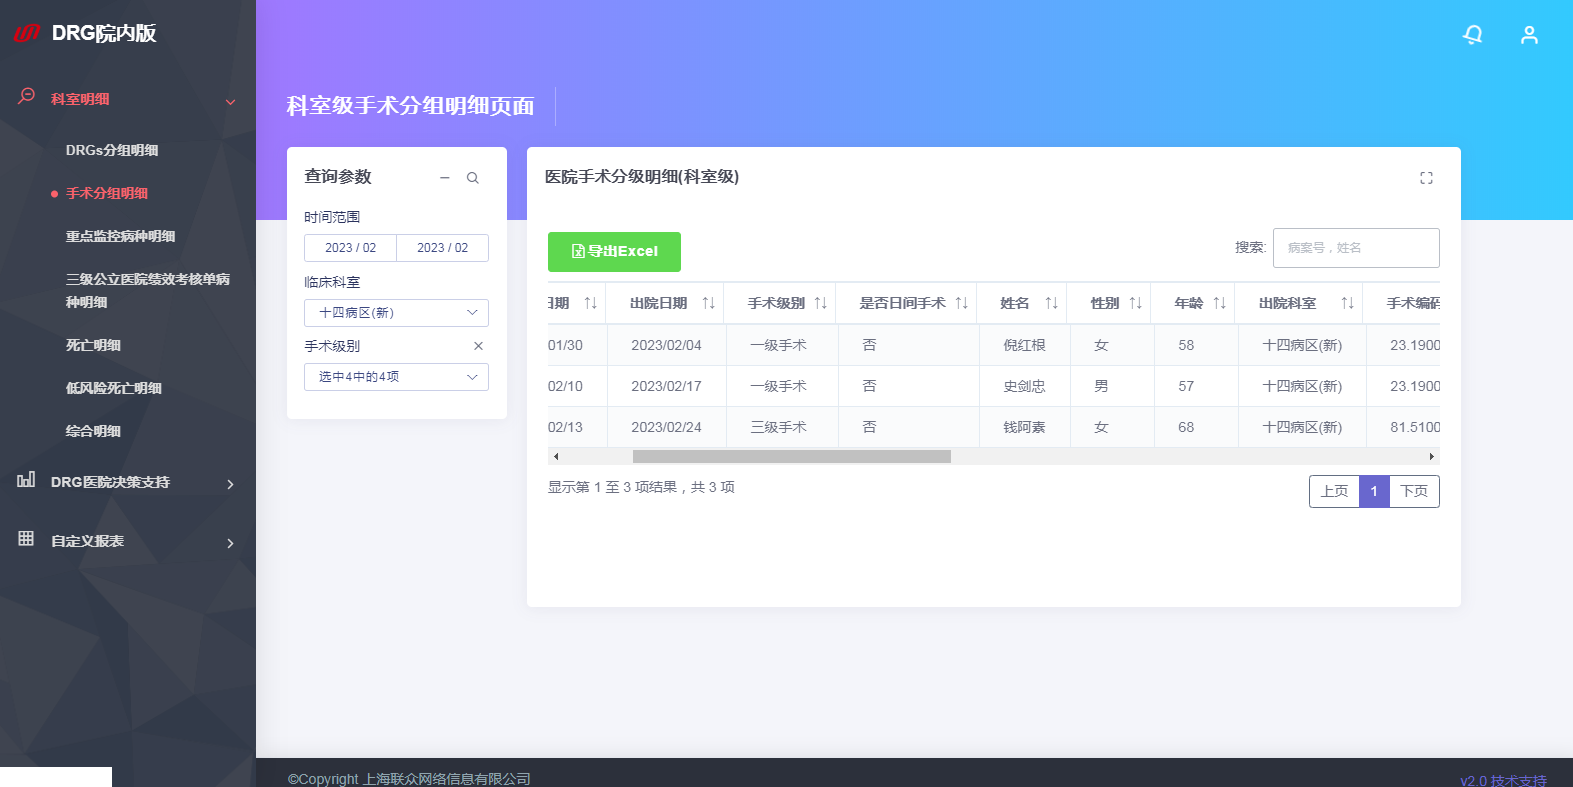 DRG院内版
科室明细
DRGs分组明细
手术分组明细
重点监控病种明细
三级公立医院绩效考核单病
种明细
死亡明细
低风险死亡明细
综合明细
DRG医院决策支持
自定义报表
科室级手术分组明细页面
查询参数
时间范围
2023 / 02 2023 / 02
临床科室
十四病区(新)
手术级别
选中4中的4项
医院手术分级明细(科室级)
导出Excel
搜索: 病案号，姓名
日期 出院日期 手术级别 是否日间手术 姓名 性别 年龄 出院科室 手术编码
01/30 2023/02/04 一级手术 否 倪红根 女 58 十四病区(新) 23.1900
02/10 2023/02/17 一级手术 否 史剑忠 男 57 十四病区(新) 23.1900
02/13 2023/02/24 三级手术 否 钱阿素 女 68 十四病区(新) 81.5100
显示第 1 至 3 项结果，共 3 项
上页 1 下页
©Copyright 上海联众网络信息有限公司
v2.0 技术支持